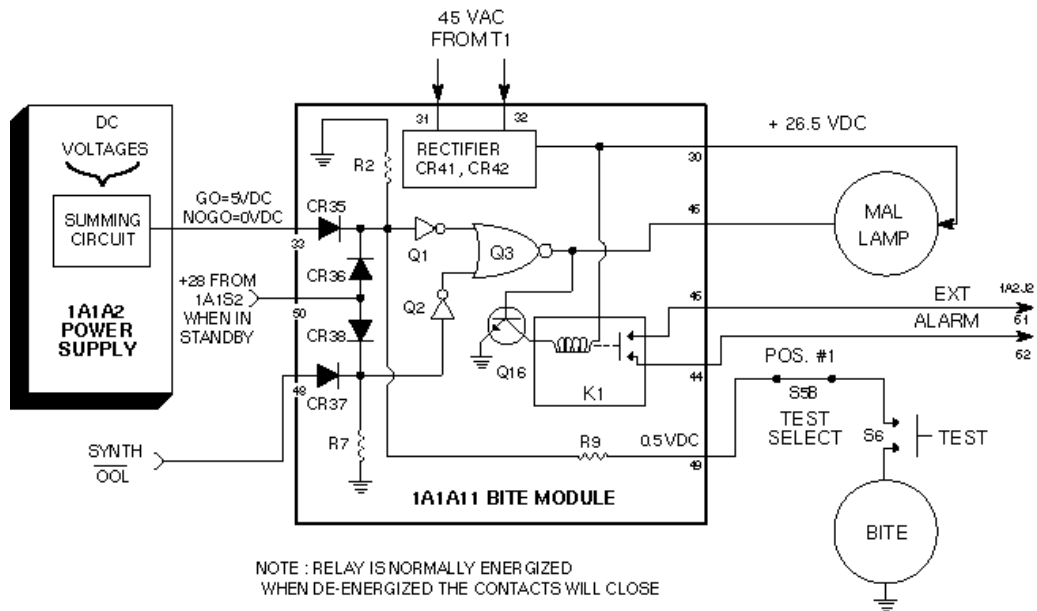 45 VAC
FROM T1
DC
VOLTAGES
SUMMING
CIRCUIT
1A1A2
POWER
SUPPLY
GO=5VDC
NOGO=0VDC
33
+28 FROM
1A1S2
WHEN IN
STANDBY
50
48
SYNTH
OOL
31
32
RECTIFIER
CR41, CR42
R2
CR35
CR36
CR38
CR37
Q1
Q2
Q3
Q16
K1
R7
R9
0.5 VDC
1A1A11 BITE MODULE
+ 26.5 VDC
30
46
MAL
LAMP
45
EXT
1A2J2
61
ALARM
44
62
POS. #1
S5B
TEST
SELECT
S6
TEST
49
BITE
NOTE : RELAY IS NORMALLY ENERGIZED
WHEN DE-ENERGIZED THE CONTACTS WILL CLOSE